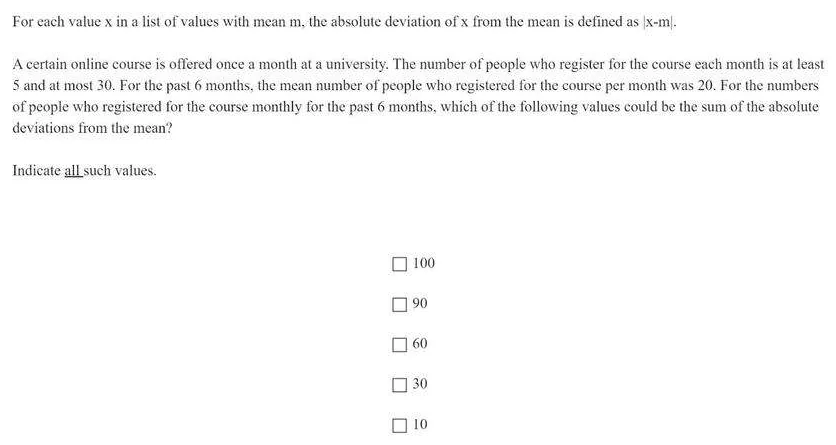 For each value x in a list of values with mean m, the absolute deviation of x from the mean is defined as |x-m|.
A certain online course is offered once a month at a university. The number of people who register for the course each month is at least
5 and at most 30. For the past 6 months, the mean number of people who registered for the course per month was 20. For the numbers
of people who registered for the course monthly for the past 6 months, which of the following values could be the sum of the absolute
deviations from the mean?
Indicate all such values.
100
90
60
30
10